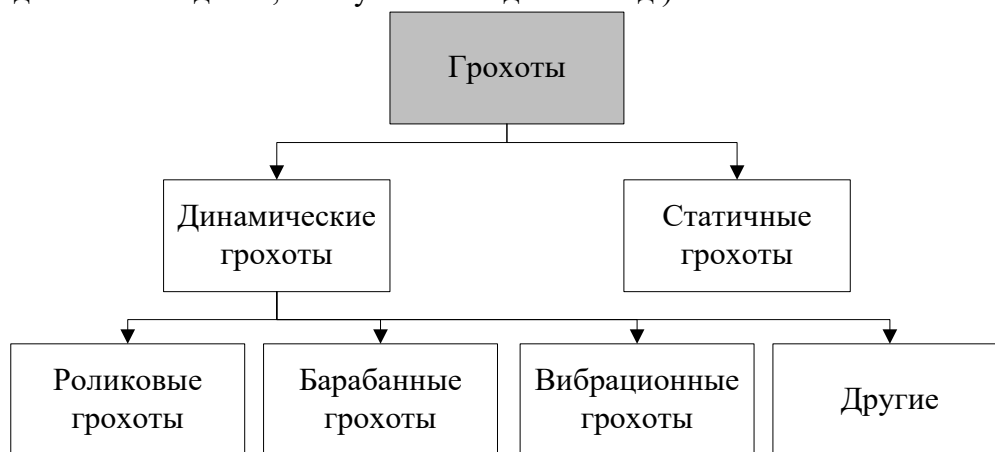 Грохоты
Динамические
грохоты
Статичные
грохоты
Роликовые
грохоты
Барабанные
грохоты
Вибрационные
грохоты
Другие